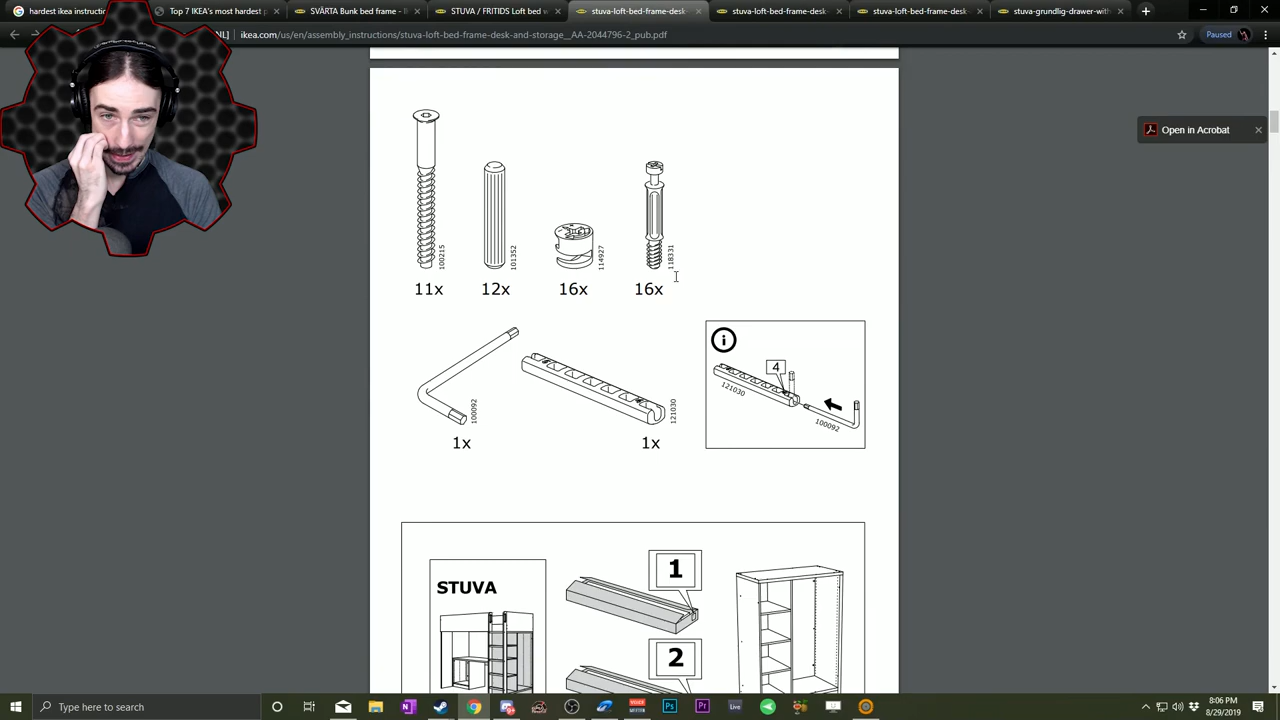 hardest ikea instructi
Top 7 IKEA's most hardest
SVÄRTA Bunk bed frame - I
STUVA / FRITIDS Loft bed w
stuva-loft-bed-frame-desk-
stuva-loft-bed-frame-desk-
stuva-loft-bed-frame-desk-
stuva-grundlig-drawer-with
[NL] | ikea.com/us/en/assembly_instructions/stuva-loft-bed-frame-desk-and-storage__AA-2044796-2_pub.pdf
Paused
Open in Acrobat
100215
101352
114927
118331
11x 12x 16x 16x
i
4
121030
100092
100092
121030
1x 1x
STUVA
1
2
Type here to search
8:06 PM
8/29/2019